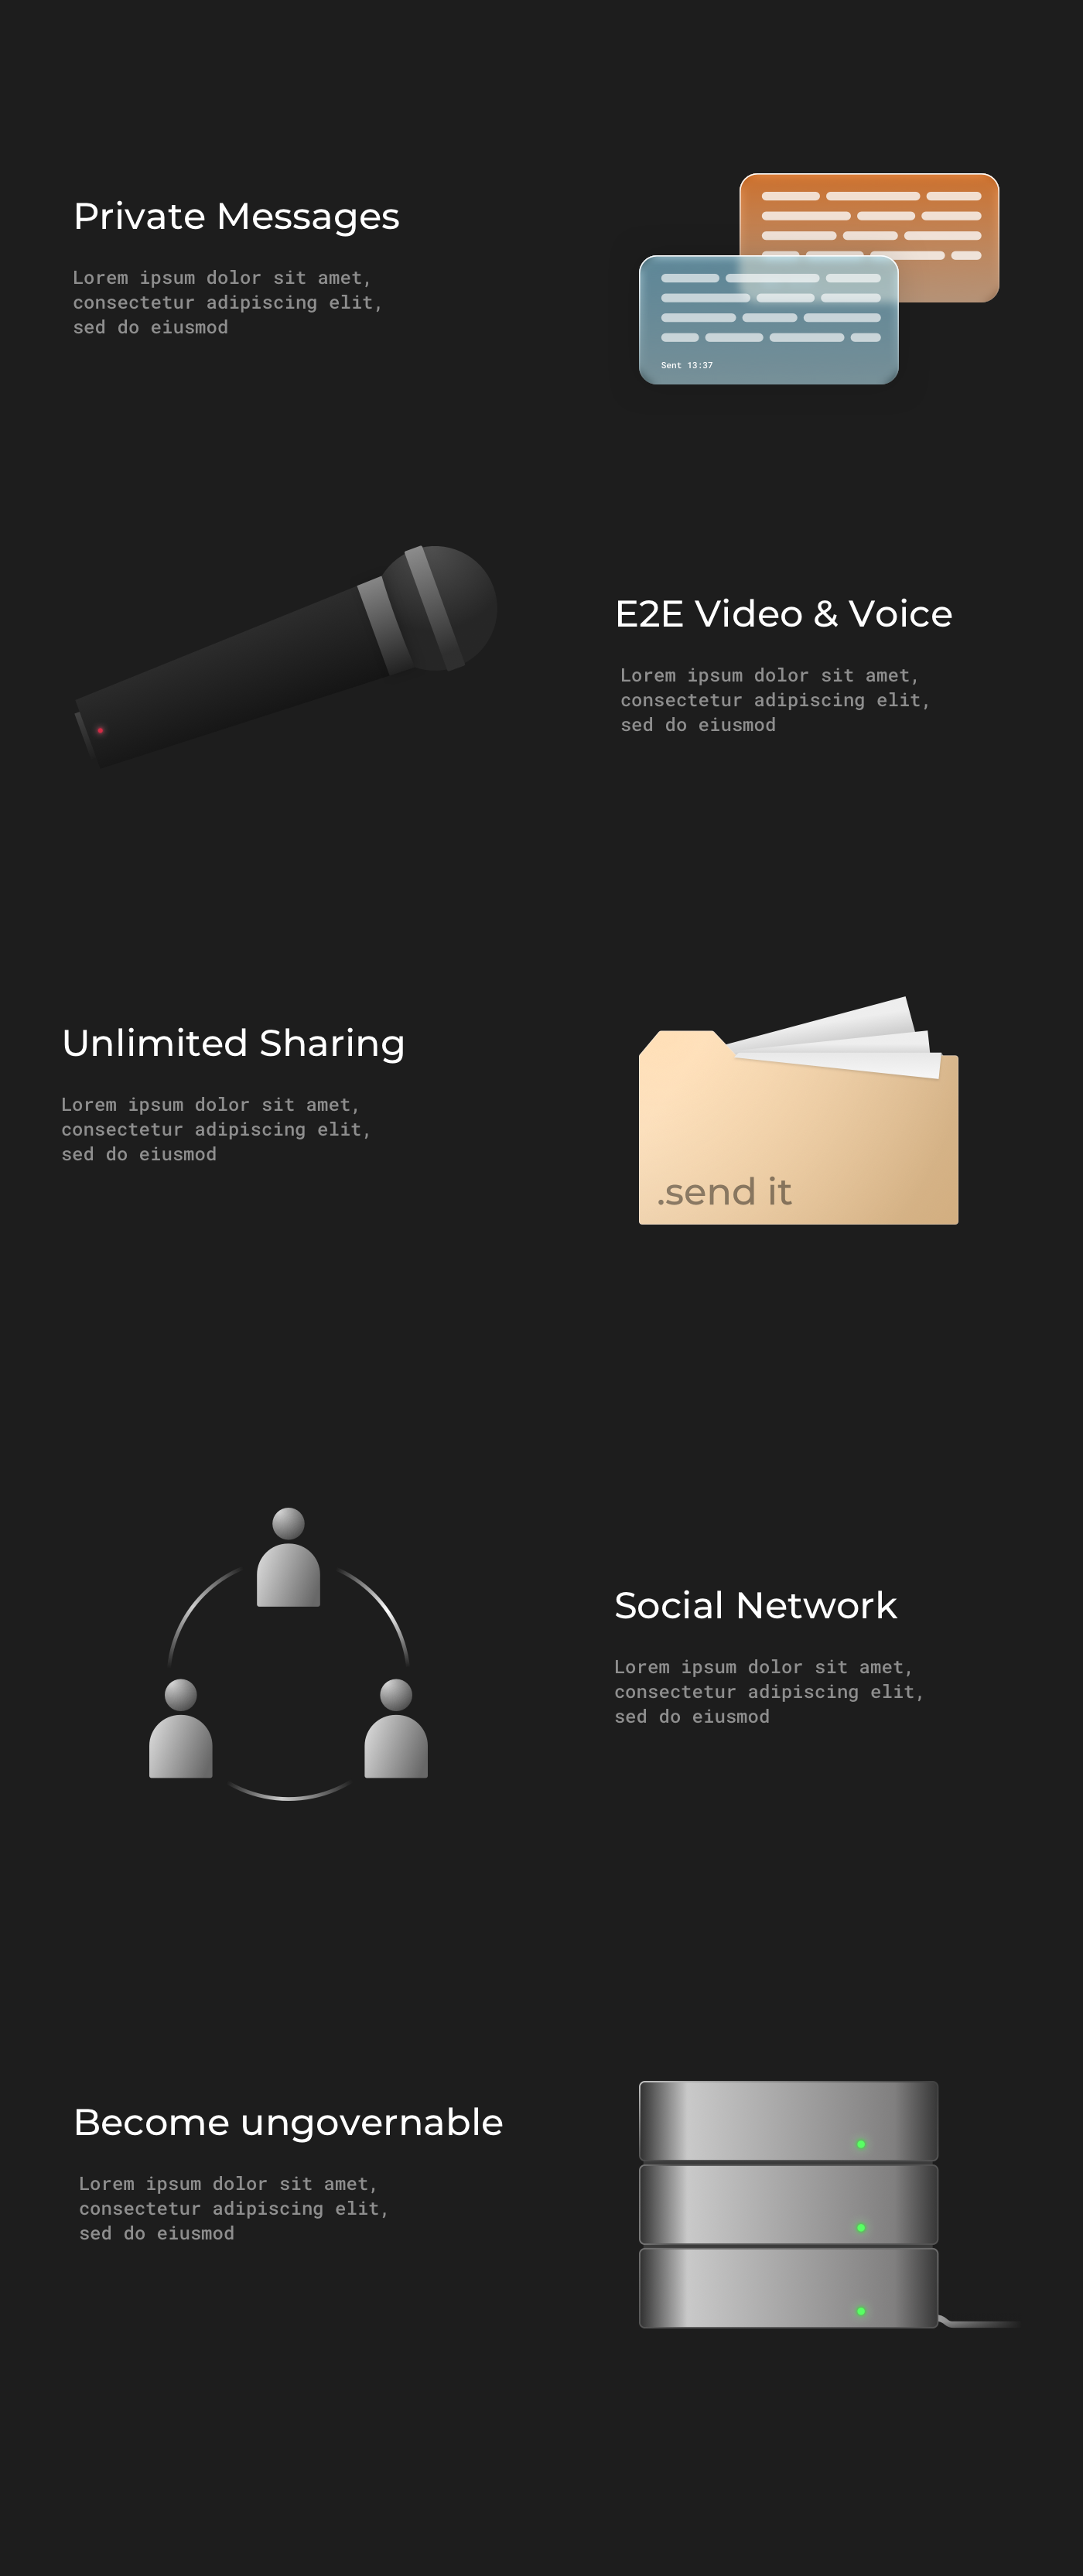 Private Messages
Lorem ipsum dolor sit amet,
consectetur adipiscing elit,
sed do eiusmod
Sent 13:37
E2E Video & Voice
Lorem ipsum dolor sit amet,
consectetur adipiscing elit,
sed do eiusmod
Unlimited Sharing
Lorem ipsum dolor sit amet,
consectetur adipiscing elit,
sed do eiusmod
.send it
Social Network
Lorem ipsum dolor sit amet,
consectetur adipiscing elit,
sed do eiusmod
Become ungovernable
Lorem ipsum dolor sit amet,
consectetur adipiscing elit,
sed do eiusmod